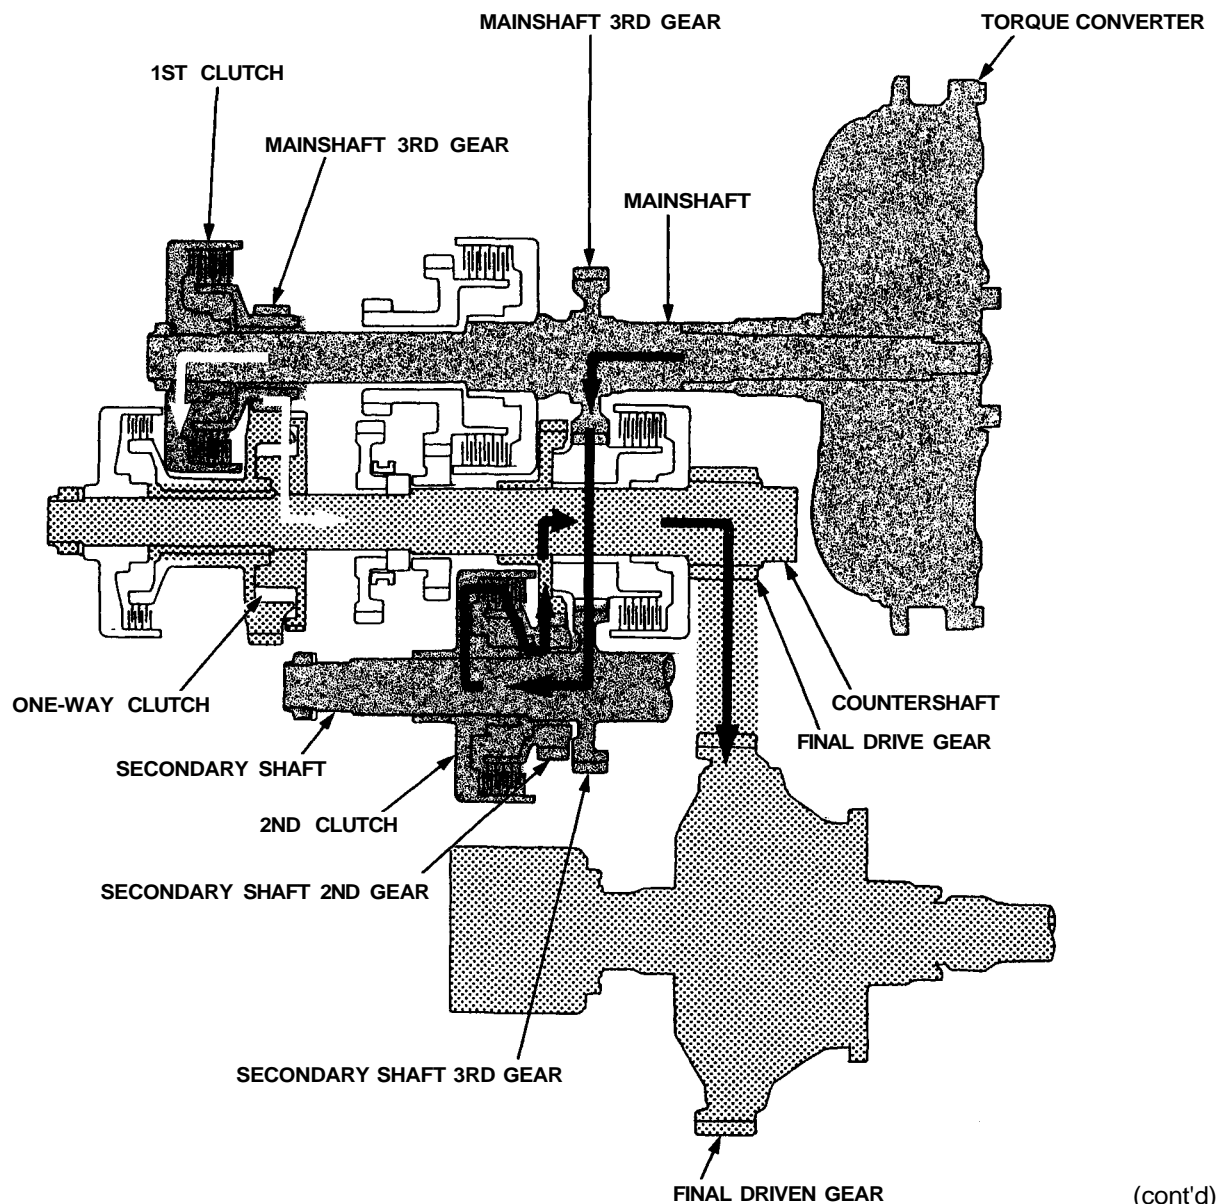 MAINSHAFT 3RD GEAR
TORQUE CONVERTER
1ST CLUTCH
MAINSHAFT 3RD GEAR
MAINSHAFT
ONE-WAY CLUTCH
COUNTERSHAFT
FINAL DRIVE GEAR
SECONDARY SHAFT
2ND CLUTCH
SECONDARY SHAFT 2ND GEAR
SECONDARY SHAFT 3RD GEAR
FINAL DRIVEN GEAR
(cont'd)